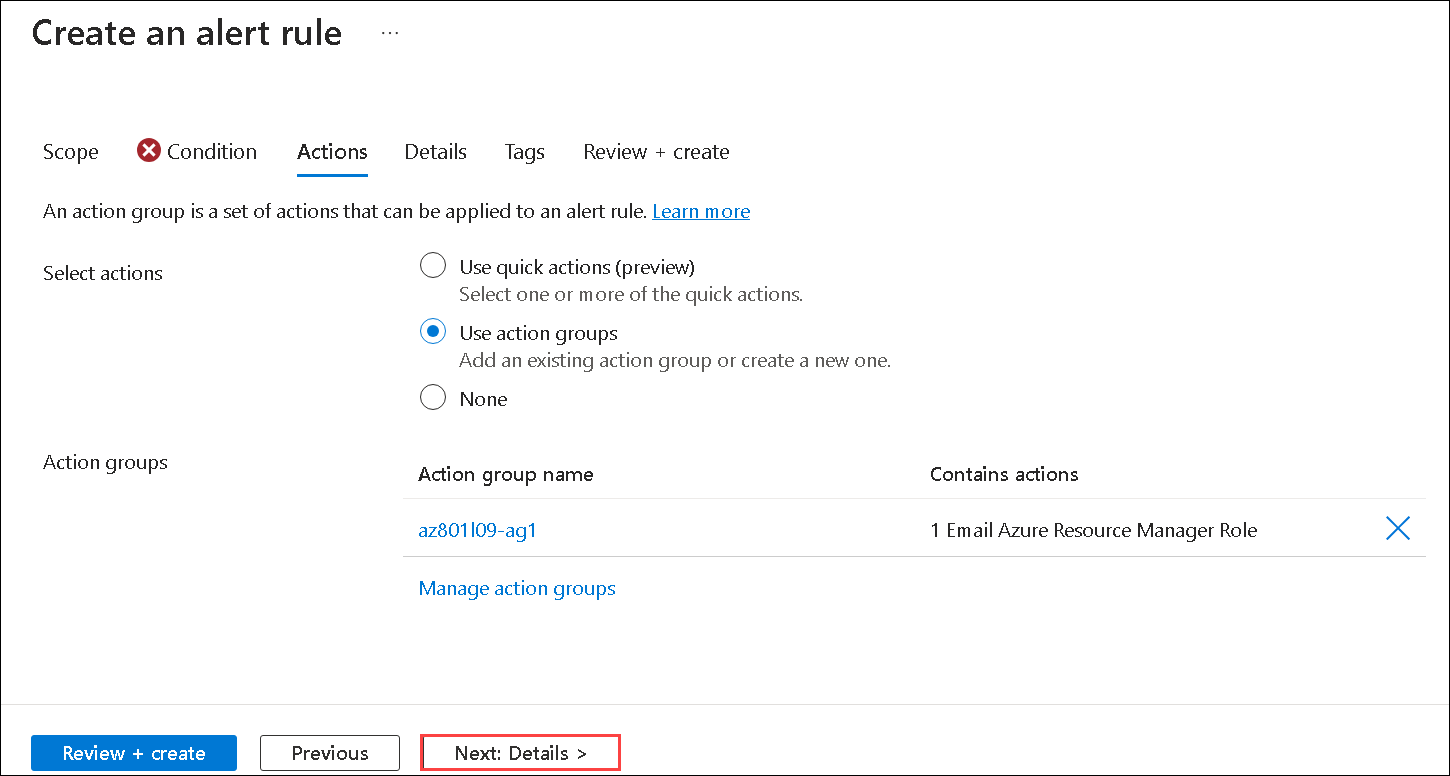 Create an alert rule ...
Scope Condition Actions Details Tags Review + create
An action group is a set of actions that can be applied to an alert rule. Learn more
Select actions
Use quick actions (preview)
Select one or more of the quick actions.
Use action groups
Add an existing action group or create a new one.
None
Action groups
Action group name Contains actions
az801l09-ag1 1 Email Azure Resource Manager Role
Manage action groups
Review + create Previous Next: Details >